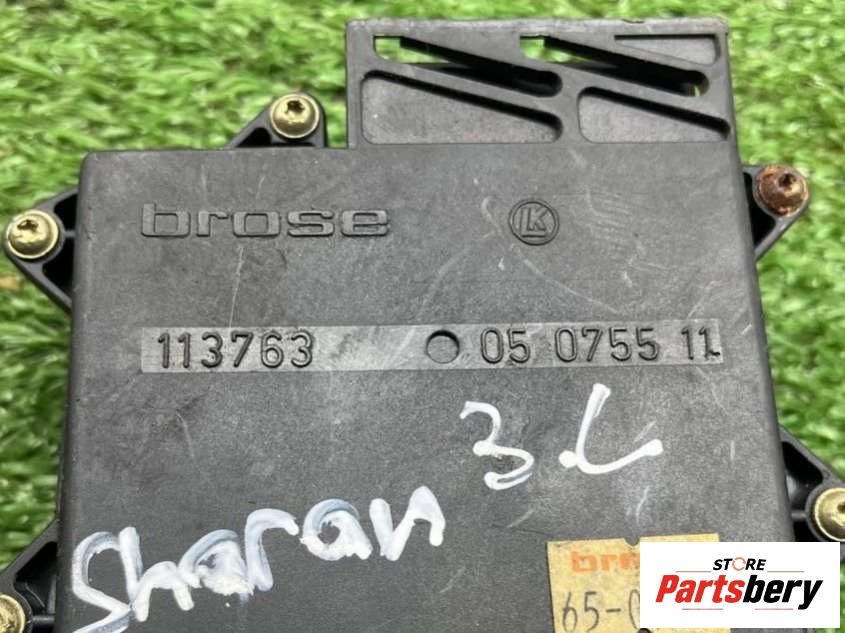 brose LK
113763 05 0755 11
3L
Sharan
STORE
Partsbery